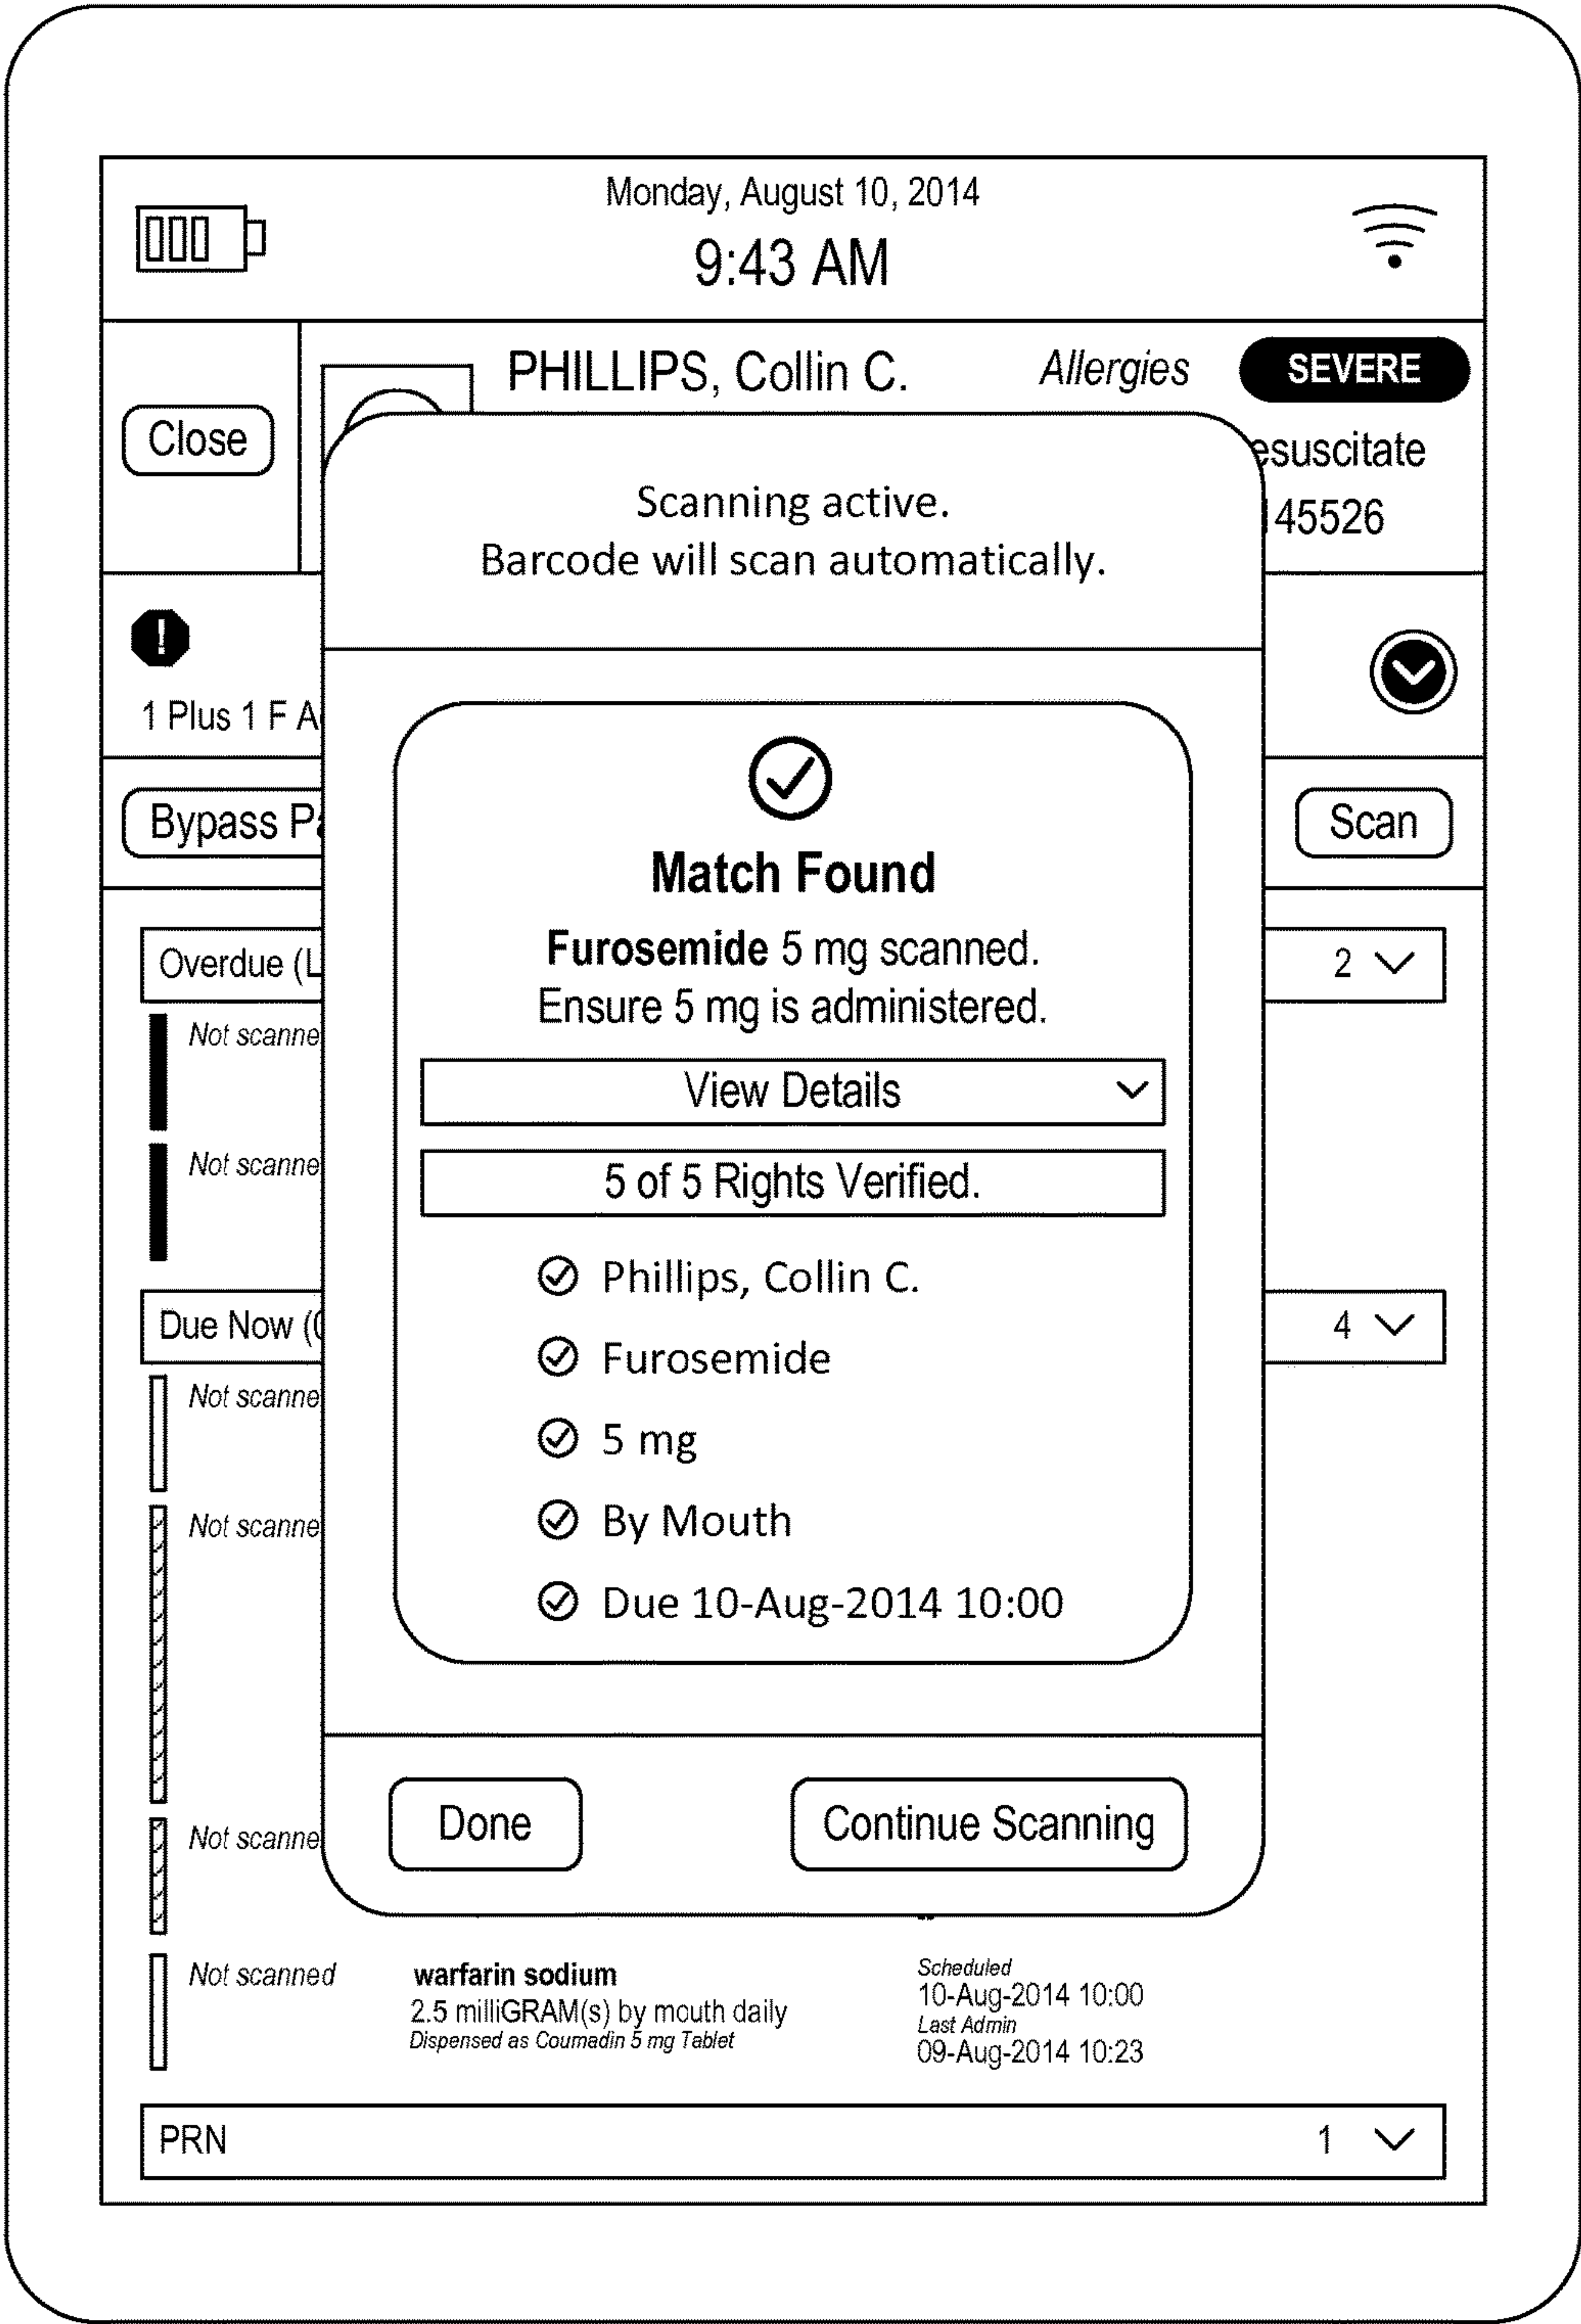 Monday, August 10, 2014
9:43 AM
PHILLIPS, Collin C.
Allergies
SEVERE
Close
esuscitate
45526
Scanning active.
Barcode will scan automatically.
!
1 Plus 1 F A
Bypass Pa
Scan
Match Found
Furosemide 5 mg scanned.
Ensure 5 mg is administered.
View Details
5 of 5 Rights Verified.
Phillips, Collin C.
Furosemide
5 mg
By Mouth
Due 10-Aug-2014 10:00
Done
Continue Scanning
Overdue (L
2
Not scanne
Not scanne
Due Now (
4
Not scanne
Not scanne
Not scanne
Not scanned
warfarin sodium
2.5 milliGRAM(s) by mouth daily
Dispensed as Coumadin 5 mg Tablet
Scheduled
10-Aug-2014 10:00
Last Admin
09-Aug-2014 10:23
PRN
1